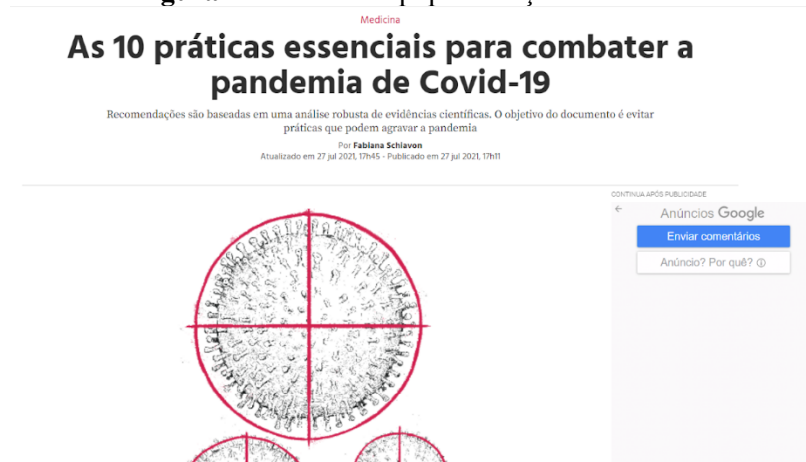 Medicina
As 10 práticas essenciais para combater a
pandemia de Covid-19
Recomendações são baseadas em uma análise robusta de evidências científicas. O objetivo do documento é evitar
práticas que podem agravar a pandemia
Por Fabiana Schiavon
Atualizado em 27 jul 2021, 17h45 - Publicado em 27 jul 2021, 17h11
CONTINUA APÓS PUBLICIDADE
Anúncios Google
Enviar comentários
Anúncio? Por quê?